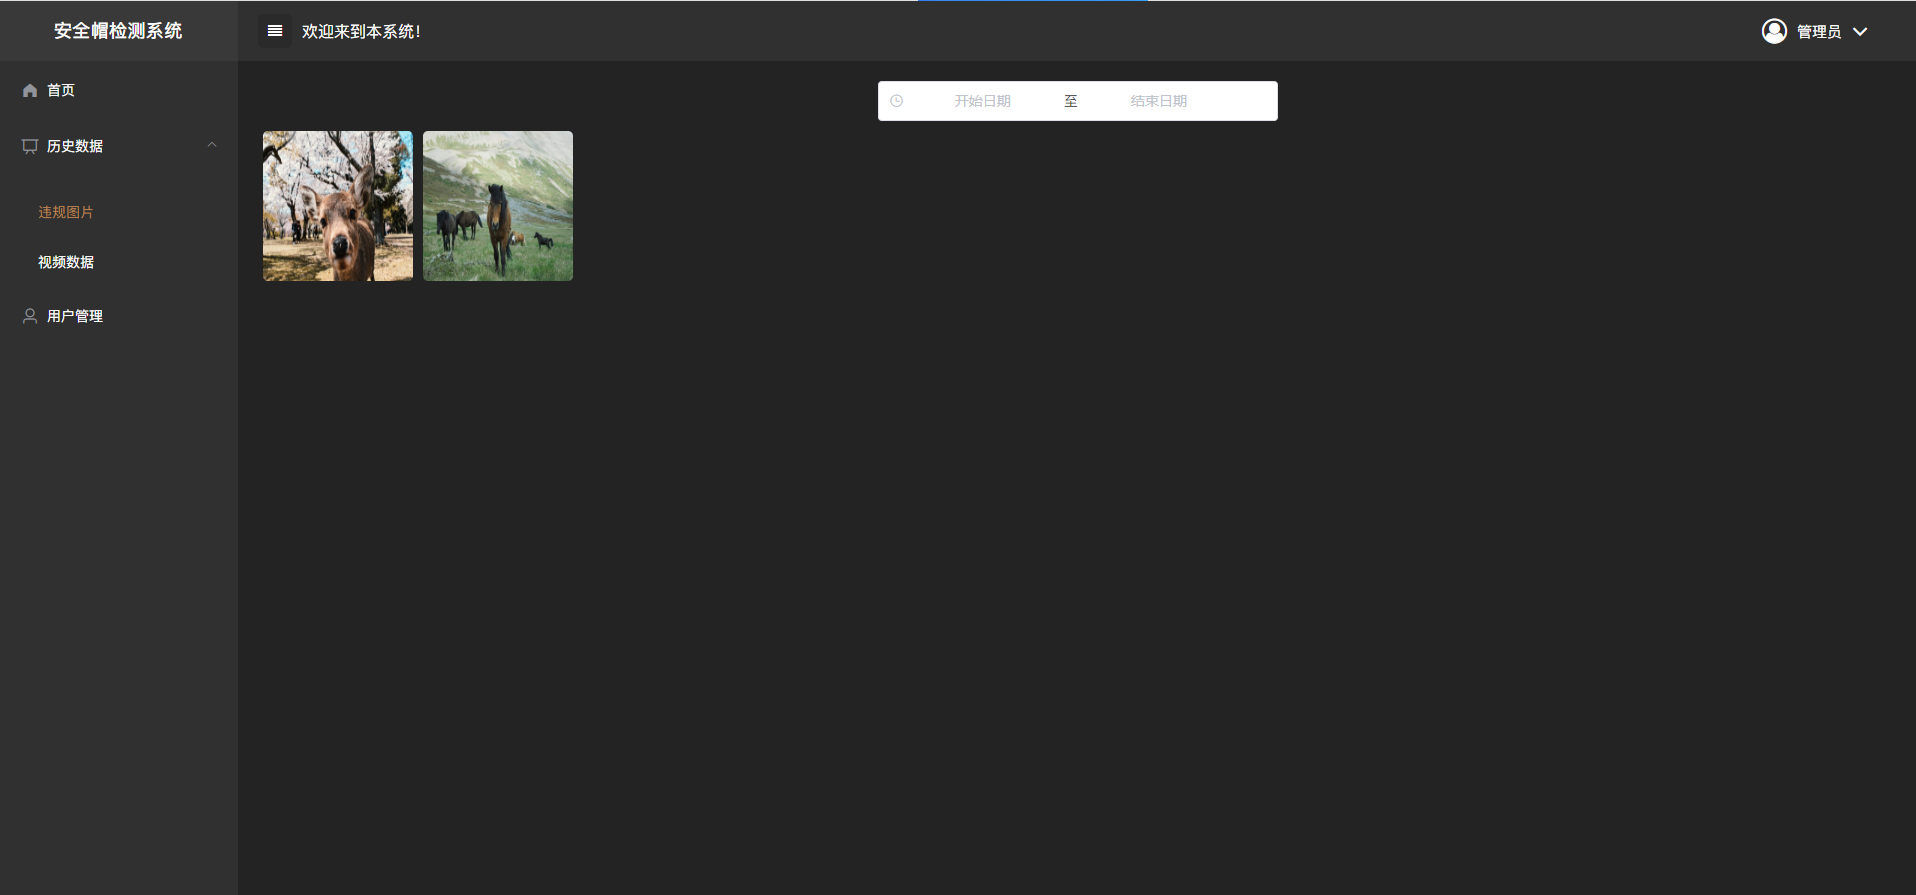 安全帽检测系统
欢迎来到本系统!
管理员
首页
历史数据
违规图片
视频数据
用户管理
开始日期 至 结束日期